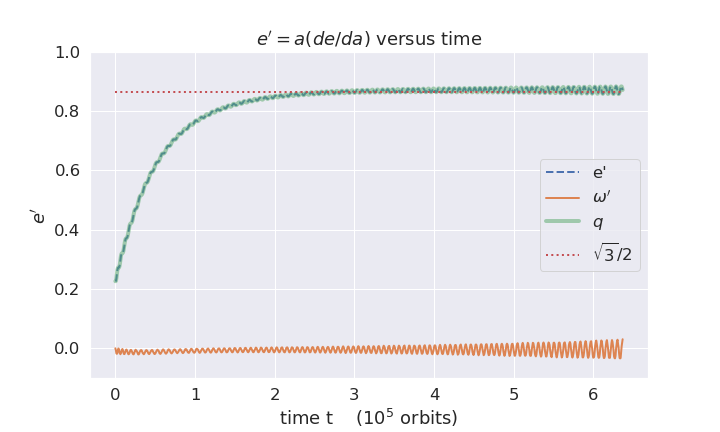 e′ = a(de/da) versus time
1.0
0.8
0.6
0.4
0.2
0.0
e′
e'
ω′
q
√3/2
0 1 2 3 4 5 6
time t (10⁵ orbits)